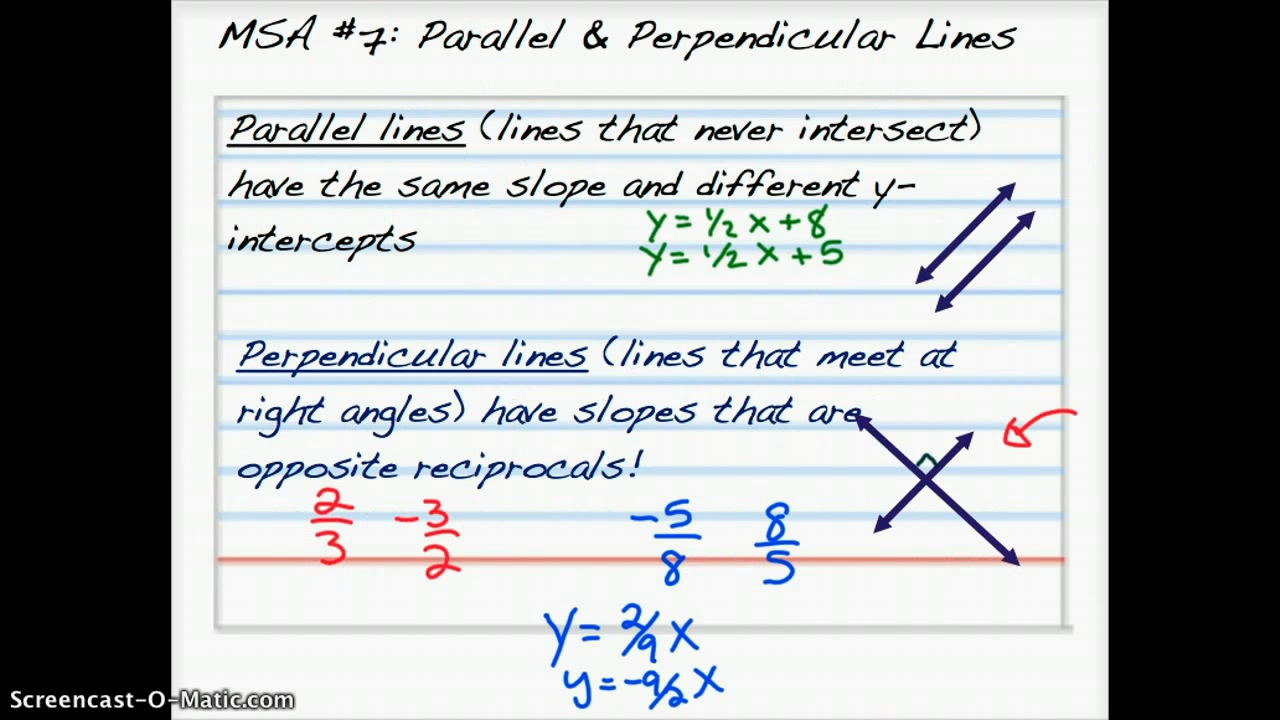 MSA #7: Parallel & Perpendicular Lines
Parallel lines (lines that never intersect)
have the same slope and different y-
intercepts
y = 1/2 x + 8
y = 1/2 x + 5
Perpendicular lines (lines that meet at
right angles) have slopes that are
opposite reciprocals!
2/3 -3/2 -5/8 8/5
y = 2/9 x
y = -9/2 x
Screencast-O-Matic.com